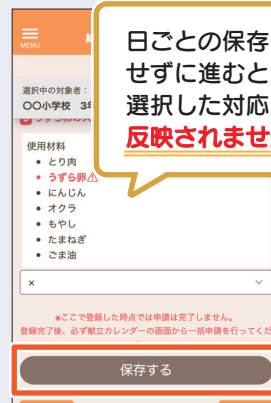 MENU
日ごとの保存
せずに進むと
選択した対応
反映されませ
選択中の対象者：
〇〇小学校 3年
使用材料
• とり肉
• うずら卵⚠
• にんじん
• オクラ
• もやし
• たまねぎ
• ごま油
×
※ここで登録した時点では申請は完了しません。
登録完了後、必ず献立カレンダーの画面から一括申請を行ってくだ
保存する